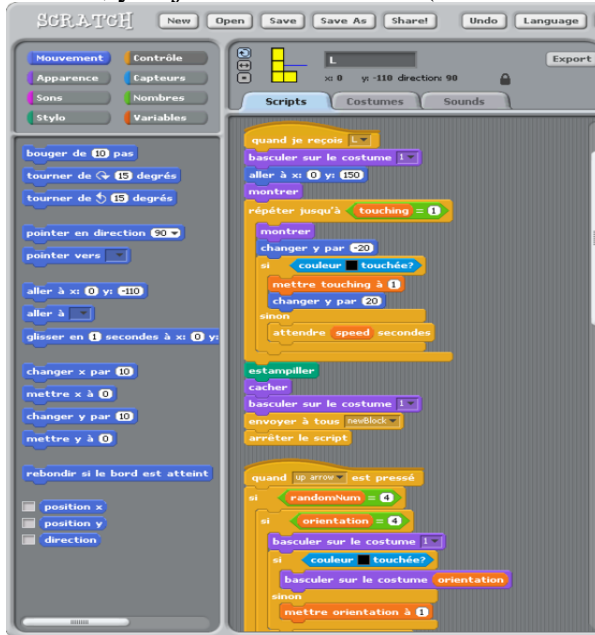 SCRATCH New Open Save Save As Share! Undo Language
Mouvement Contrôle
Apparence Capteurs
Sons Nombres
Stylo Variables
L Export
x: 0 y: -110 direction: 90
Scripts Costumes Sounds
bouger de 10 pas
tourner de 15 degrés
tourner de 15 degrés
pointer en direction 90
pointer vers
aller à x: 0 y: -110
aller à
glisser en 1 secondes à x: 0 y:
changer x par 10
mettre x à 0
changer y par 10
mettre y à 0
rebondir si le bord est atteint
position x
position y
direction
quand je reçois L
basculer sur le costume 1
aller à x: 0 y: 150
montrer
répéter jusqu'à touching = 1
montrer
changer y par -20
si couleur touchée?
mettre touching à 1
changer y par 20
sinon
attendre speed secondes
estampiller
cacher
basculer sur le costume 1
envoyer à tous newBlock
arrêter le script
quand up arrow est pressé
si randomNum = 4
si orientation = 4
basculer sur le costume 1
si couleur touchée?
basculer sur le costume orientation
sinon
mettre orientation à 1